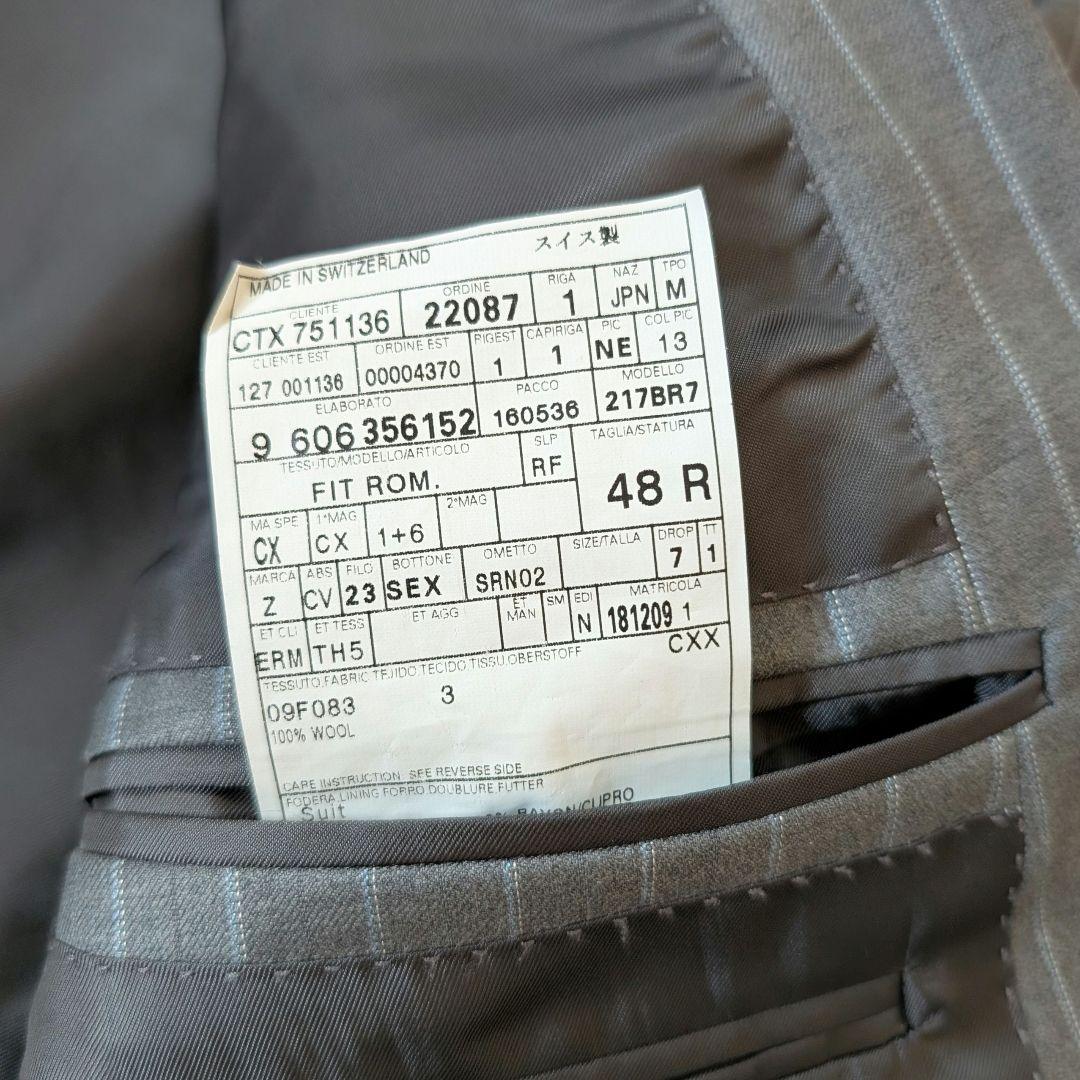 MADE IN SWITZERLAND スイス製
CLIENTE ORDINE RIGA NAZ TPO
CTX 751136 22087 1 JPN M
CLIENTE EST ORDINE EST RIGEST CAPIRIGA PIC COL PIC
127 001136 00004370 1 1 NE 13
ELABORATO PACCO MODELLO
9 606 356152 160536 217BR7
TESSUTO/MODELLO/ARTICOLO SLP TAGLIA/STATURA
FIT ROM. RF 48 R
MA SPE 1°MAG 2°MAG
CX CX 1+6
MARCA ABS FILO BOTTONE OMETTO SIZE/TALLA DROP TT
Z CV 23 SEX SRN02 7 1
ET CLI ET TESS ET AGG ET MAN SM EDI MATRICOLA
ERM TH5 N 181209 1
TESSUTO,FABRIC TEJIDO,TECIDO,TISSU,OBERSTOFF CXX
09F083 3
100% WOOL
CARE INSTRUCTION: SEE REVERSE SIDE
FODERA,LINING FORRO DOUBLURE,FUTTER
Suit RAYON/CUPRO